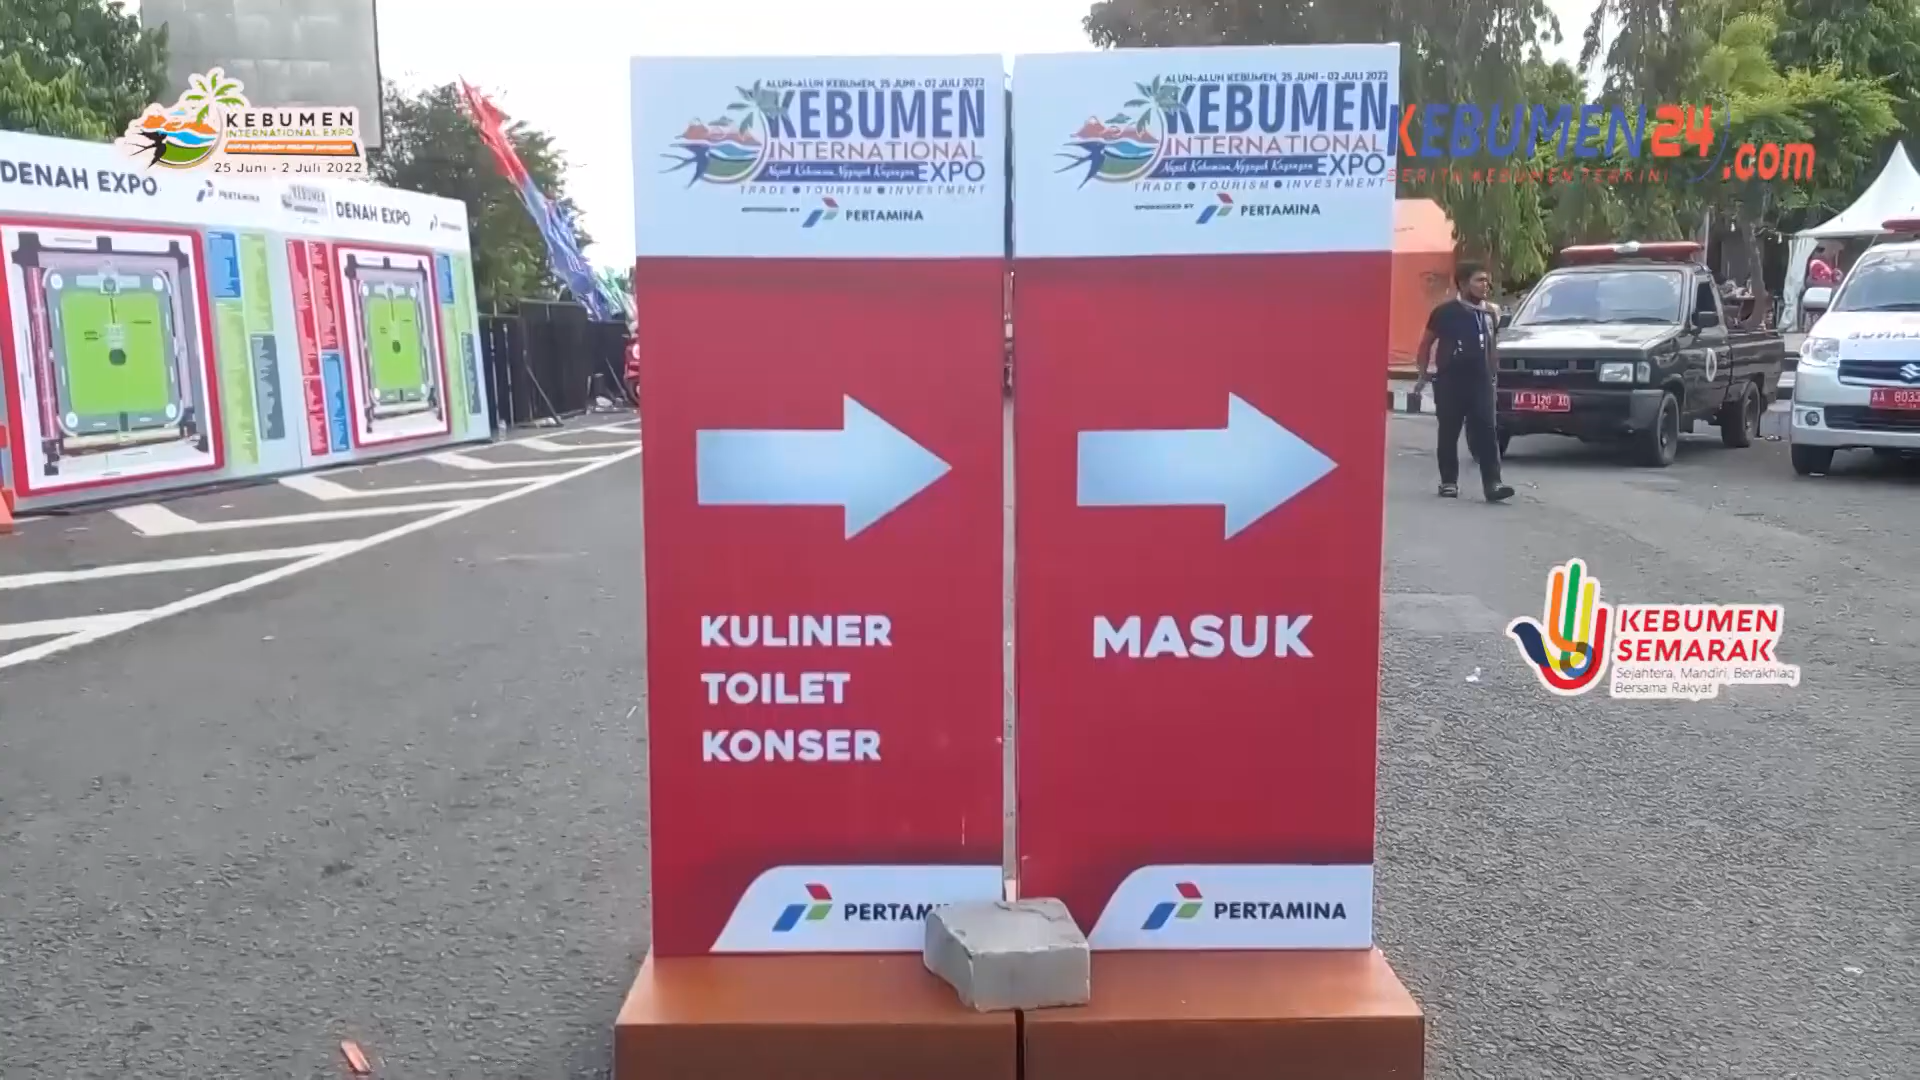 KEBUMEN
INTERNATIONAL EXPO
25 Juni - 2 Juli 2022
DENAH EXPO
PERTAMINA
DENAH EXPO
ALUN-ALUN KEBUMEN, 25 JUNI - 02 JULI 2022
KEBUMEN
INTERNATIONAL
EXPO
TRADE ● TOURISM ● INVESTMENT
SPONSORED BY PERTAMINA
KULINER
TOILET
KONSER
PERTAMI
ALUN-ALUN KEBUMEN, 25 JUNI - 02 JULI 2022
KEBUMEN
INTERNATIONAL
EXPO
TRADE ● TOURISM ● INVESTMENT
SPONSORED BY PERTAMINA
MASUK
PERTAMINA
KEBUMEN24.com
BERITA KEBUMEN TERKINI
AA 8033
KEBUMEN
SEMARAK
Sejahtera, Mandiri, Berakhlaq
Bersama Rakyat